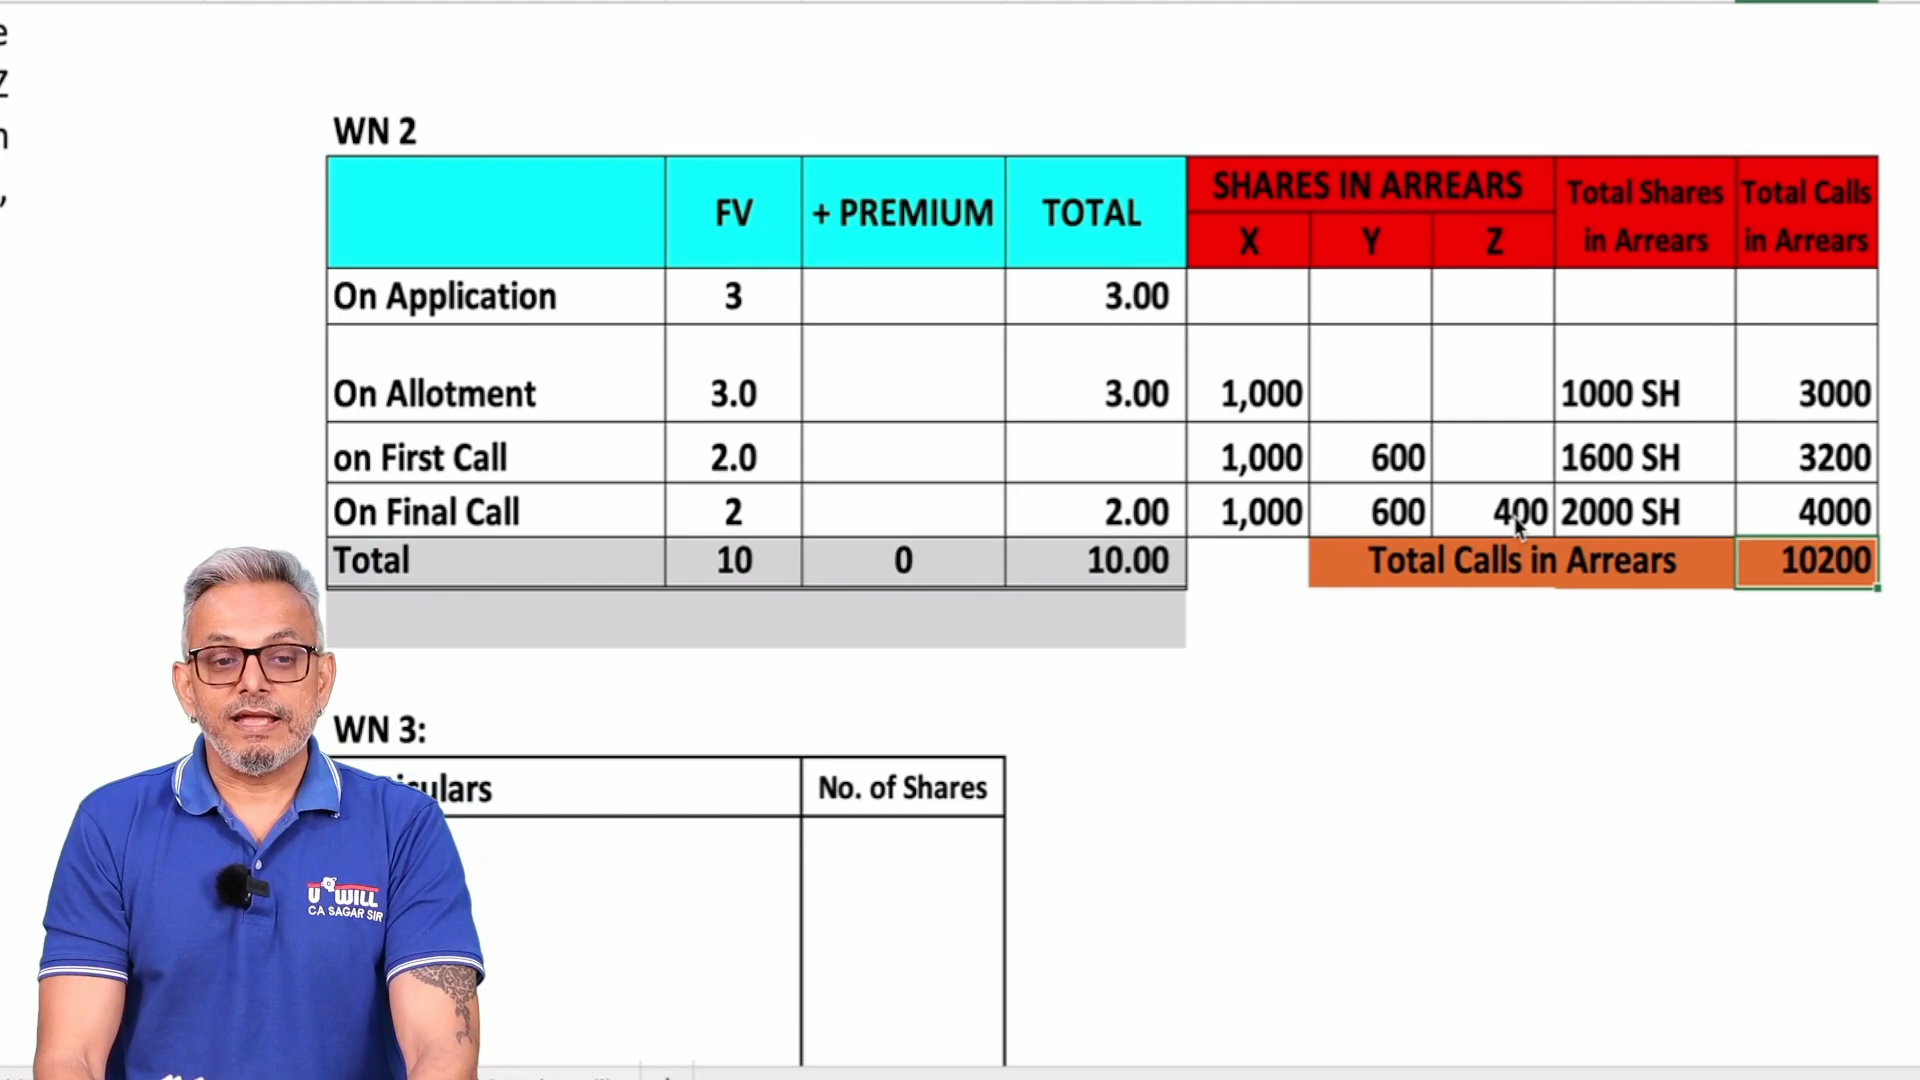 e
Z
n
,
WN 2
FV + PREMIUM TOTAL SHARES IN ARREARS Total Shares in Arrears Total Calls in Arrears
X Y Z
On Application 3 3.00
On Allotment 3.0 3.00 1,000 1000 SH 3000
on First Call 2.0 1,000 600 1600 SH 3200
On Final Call 2 2.00 1,000 600 400 2000 SH 4000
Total 10 0 10.00 Total Calls in Arrears 10200
WN 3:
iculars No. of Shares
U WILL
CA SAGAR SIR